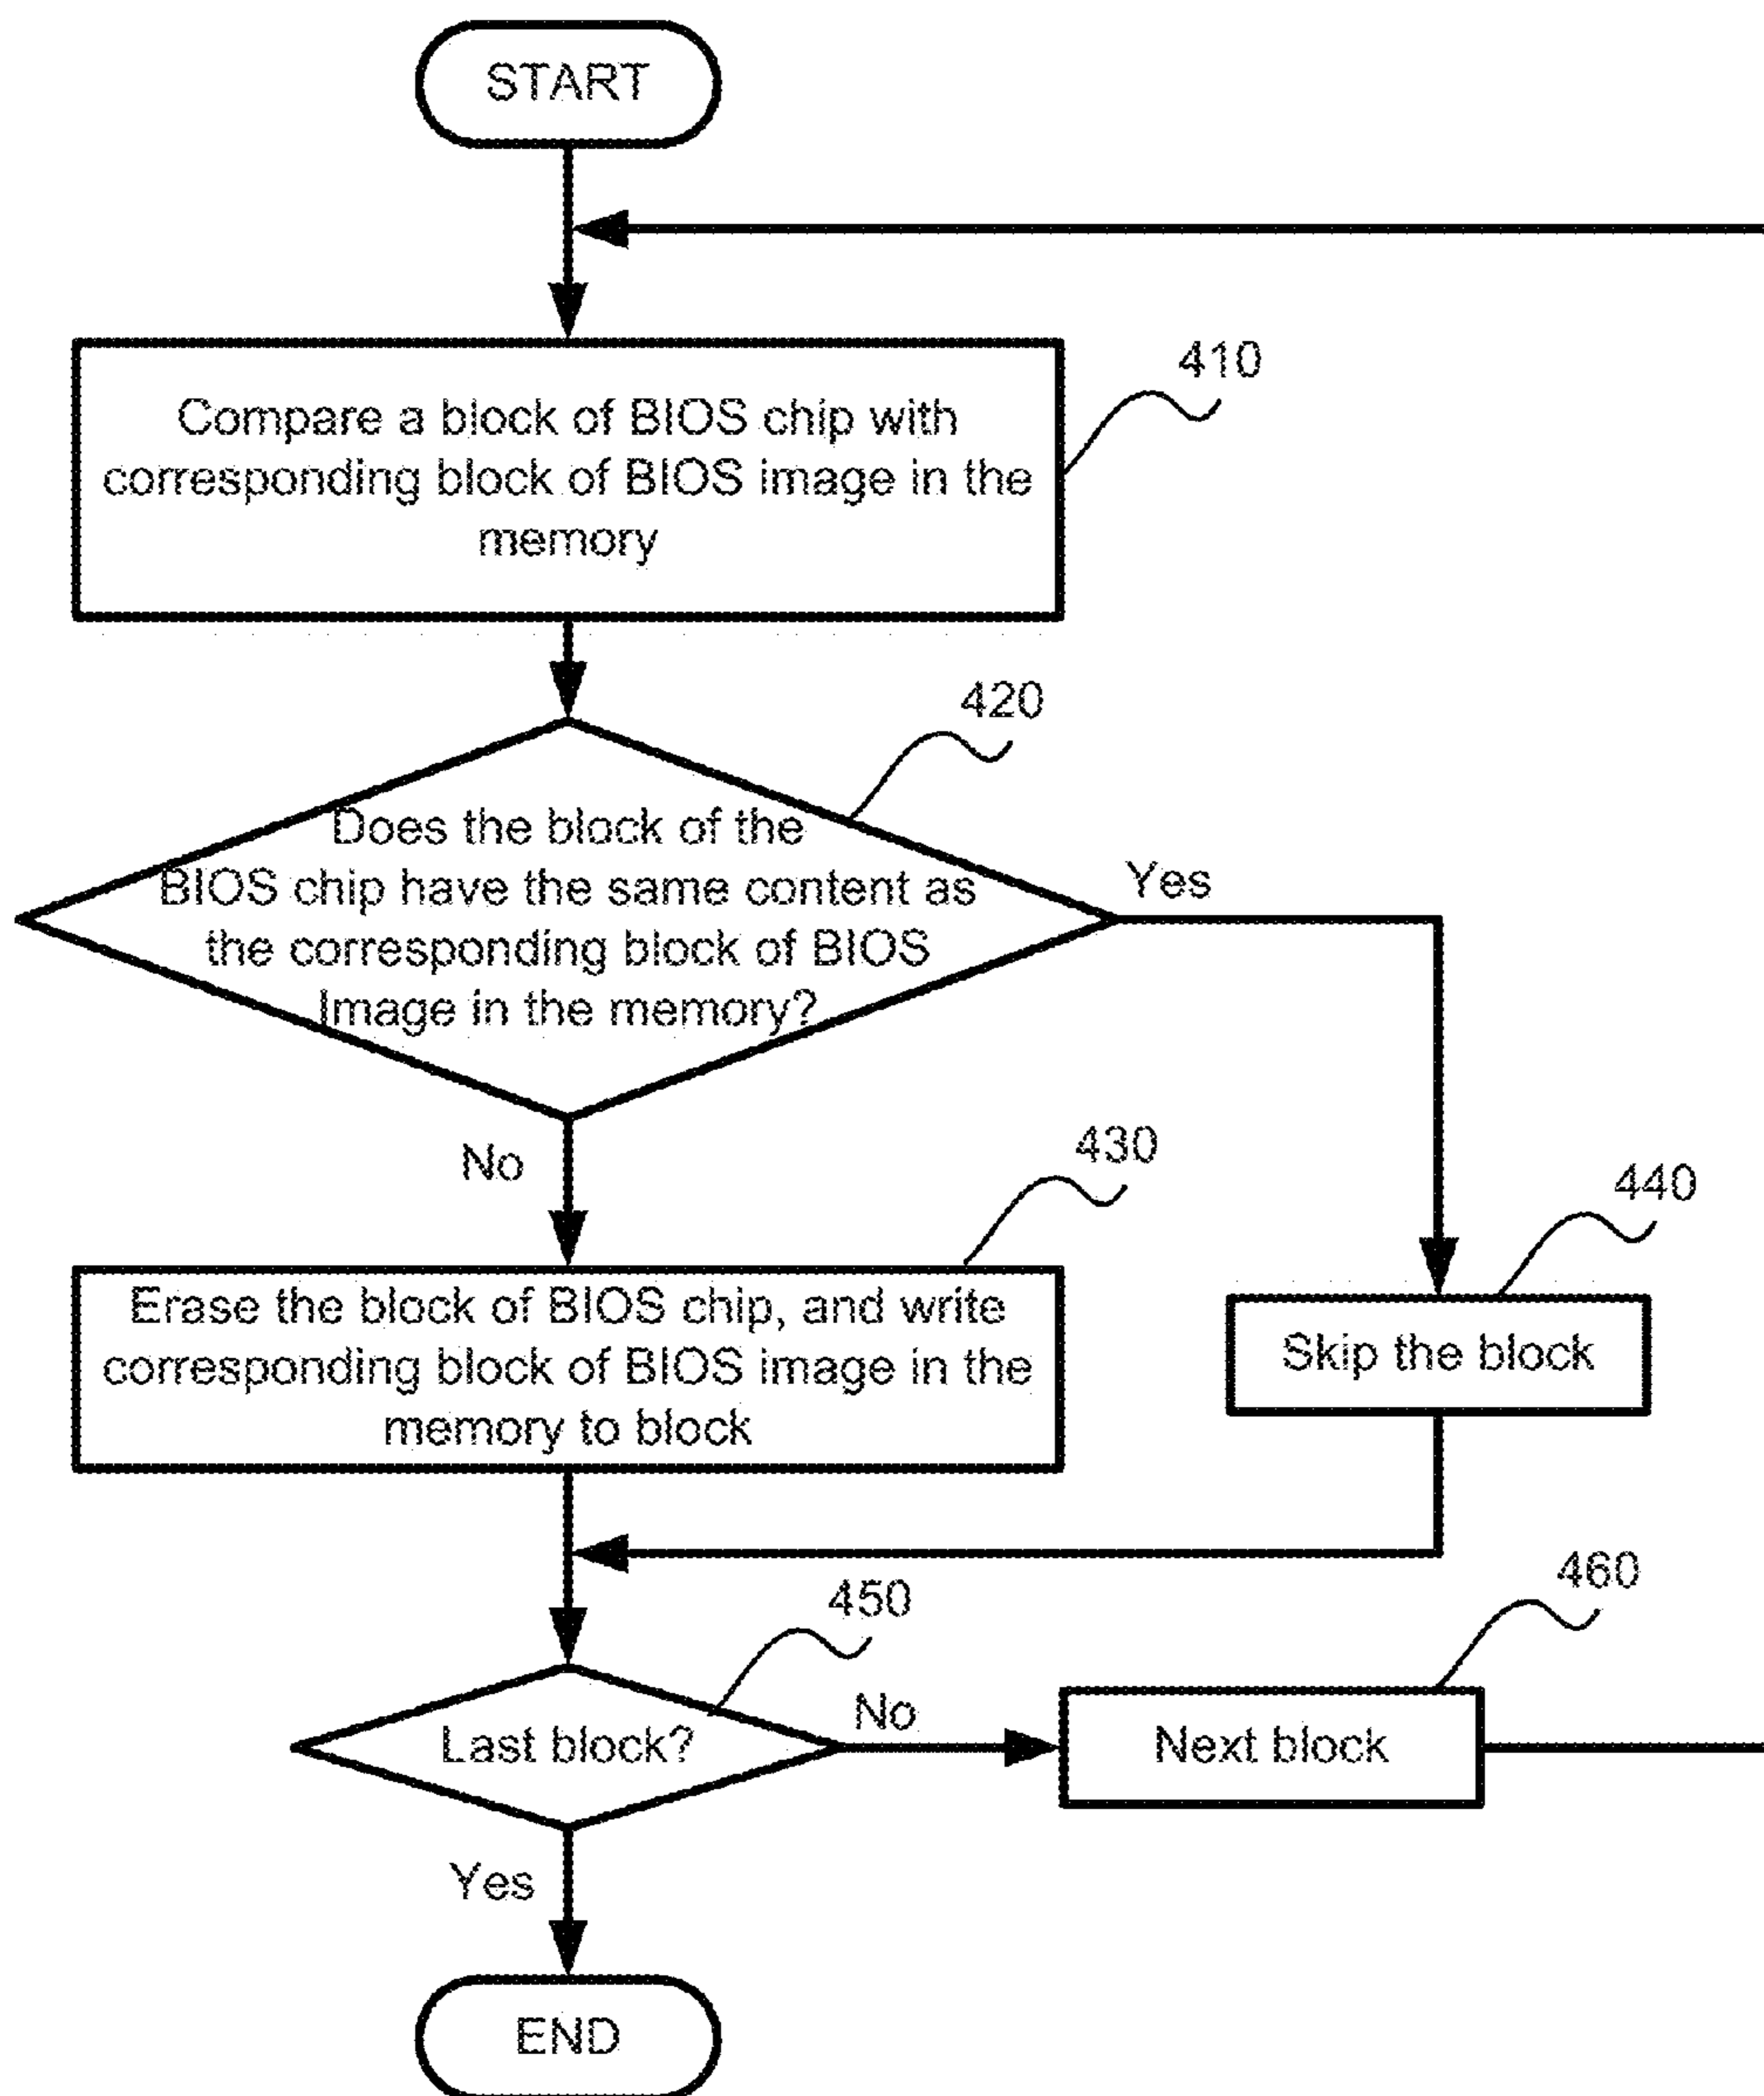 START
Compare a block of BIOS chip with
corresponding block of BIOS image in the
memory
410
Does the block of the
BIOS chip have the same content as
the corresponding block of BIOS
Image in the memory?
420
Yes
No
Erase the block of BIOS chip, and write
corresponding block of BIOS image in the
memory to block
430
Skip the block
440
Last block?
450
No
Next block
460
Yes
END